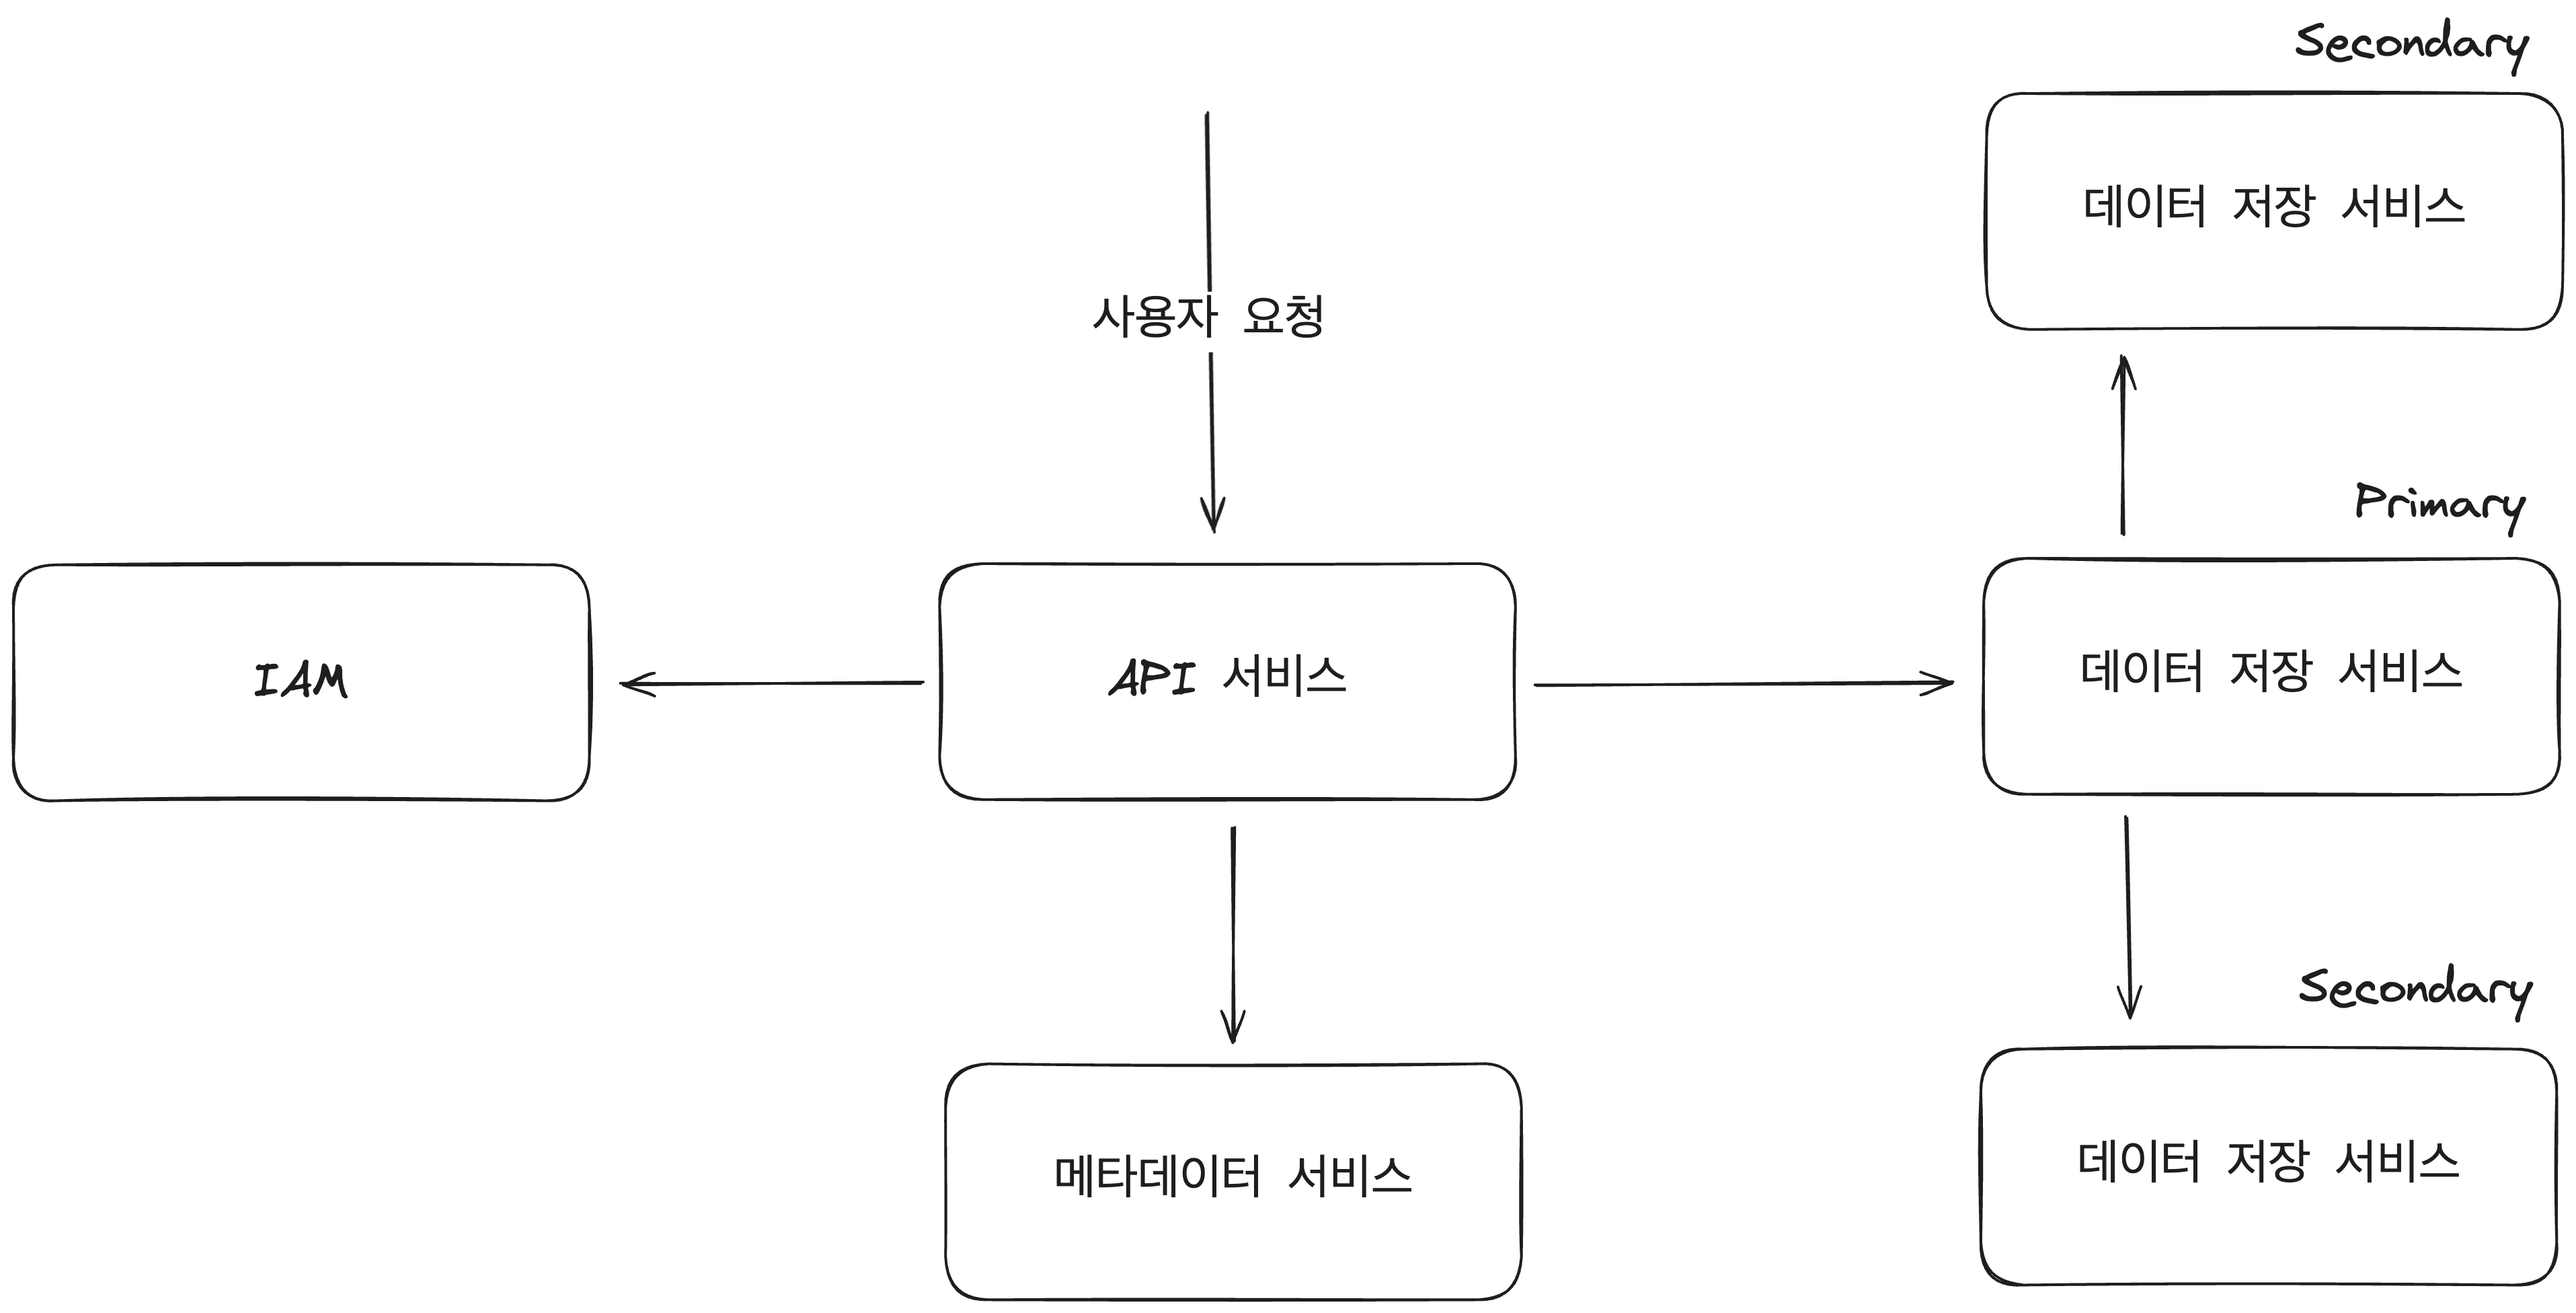 Secondary
데이터 저장 서비스
사용자 요청
Primary
IAM
API 서비스
데이터 저장 서비스
Secondary
메타데이터 서비스
데이터 저장 서비스